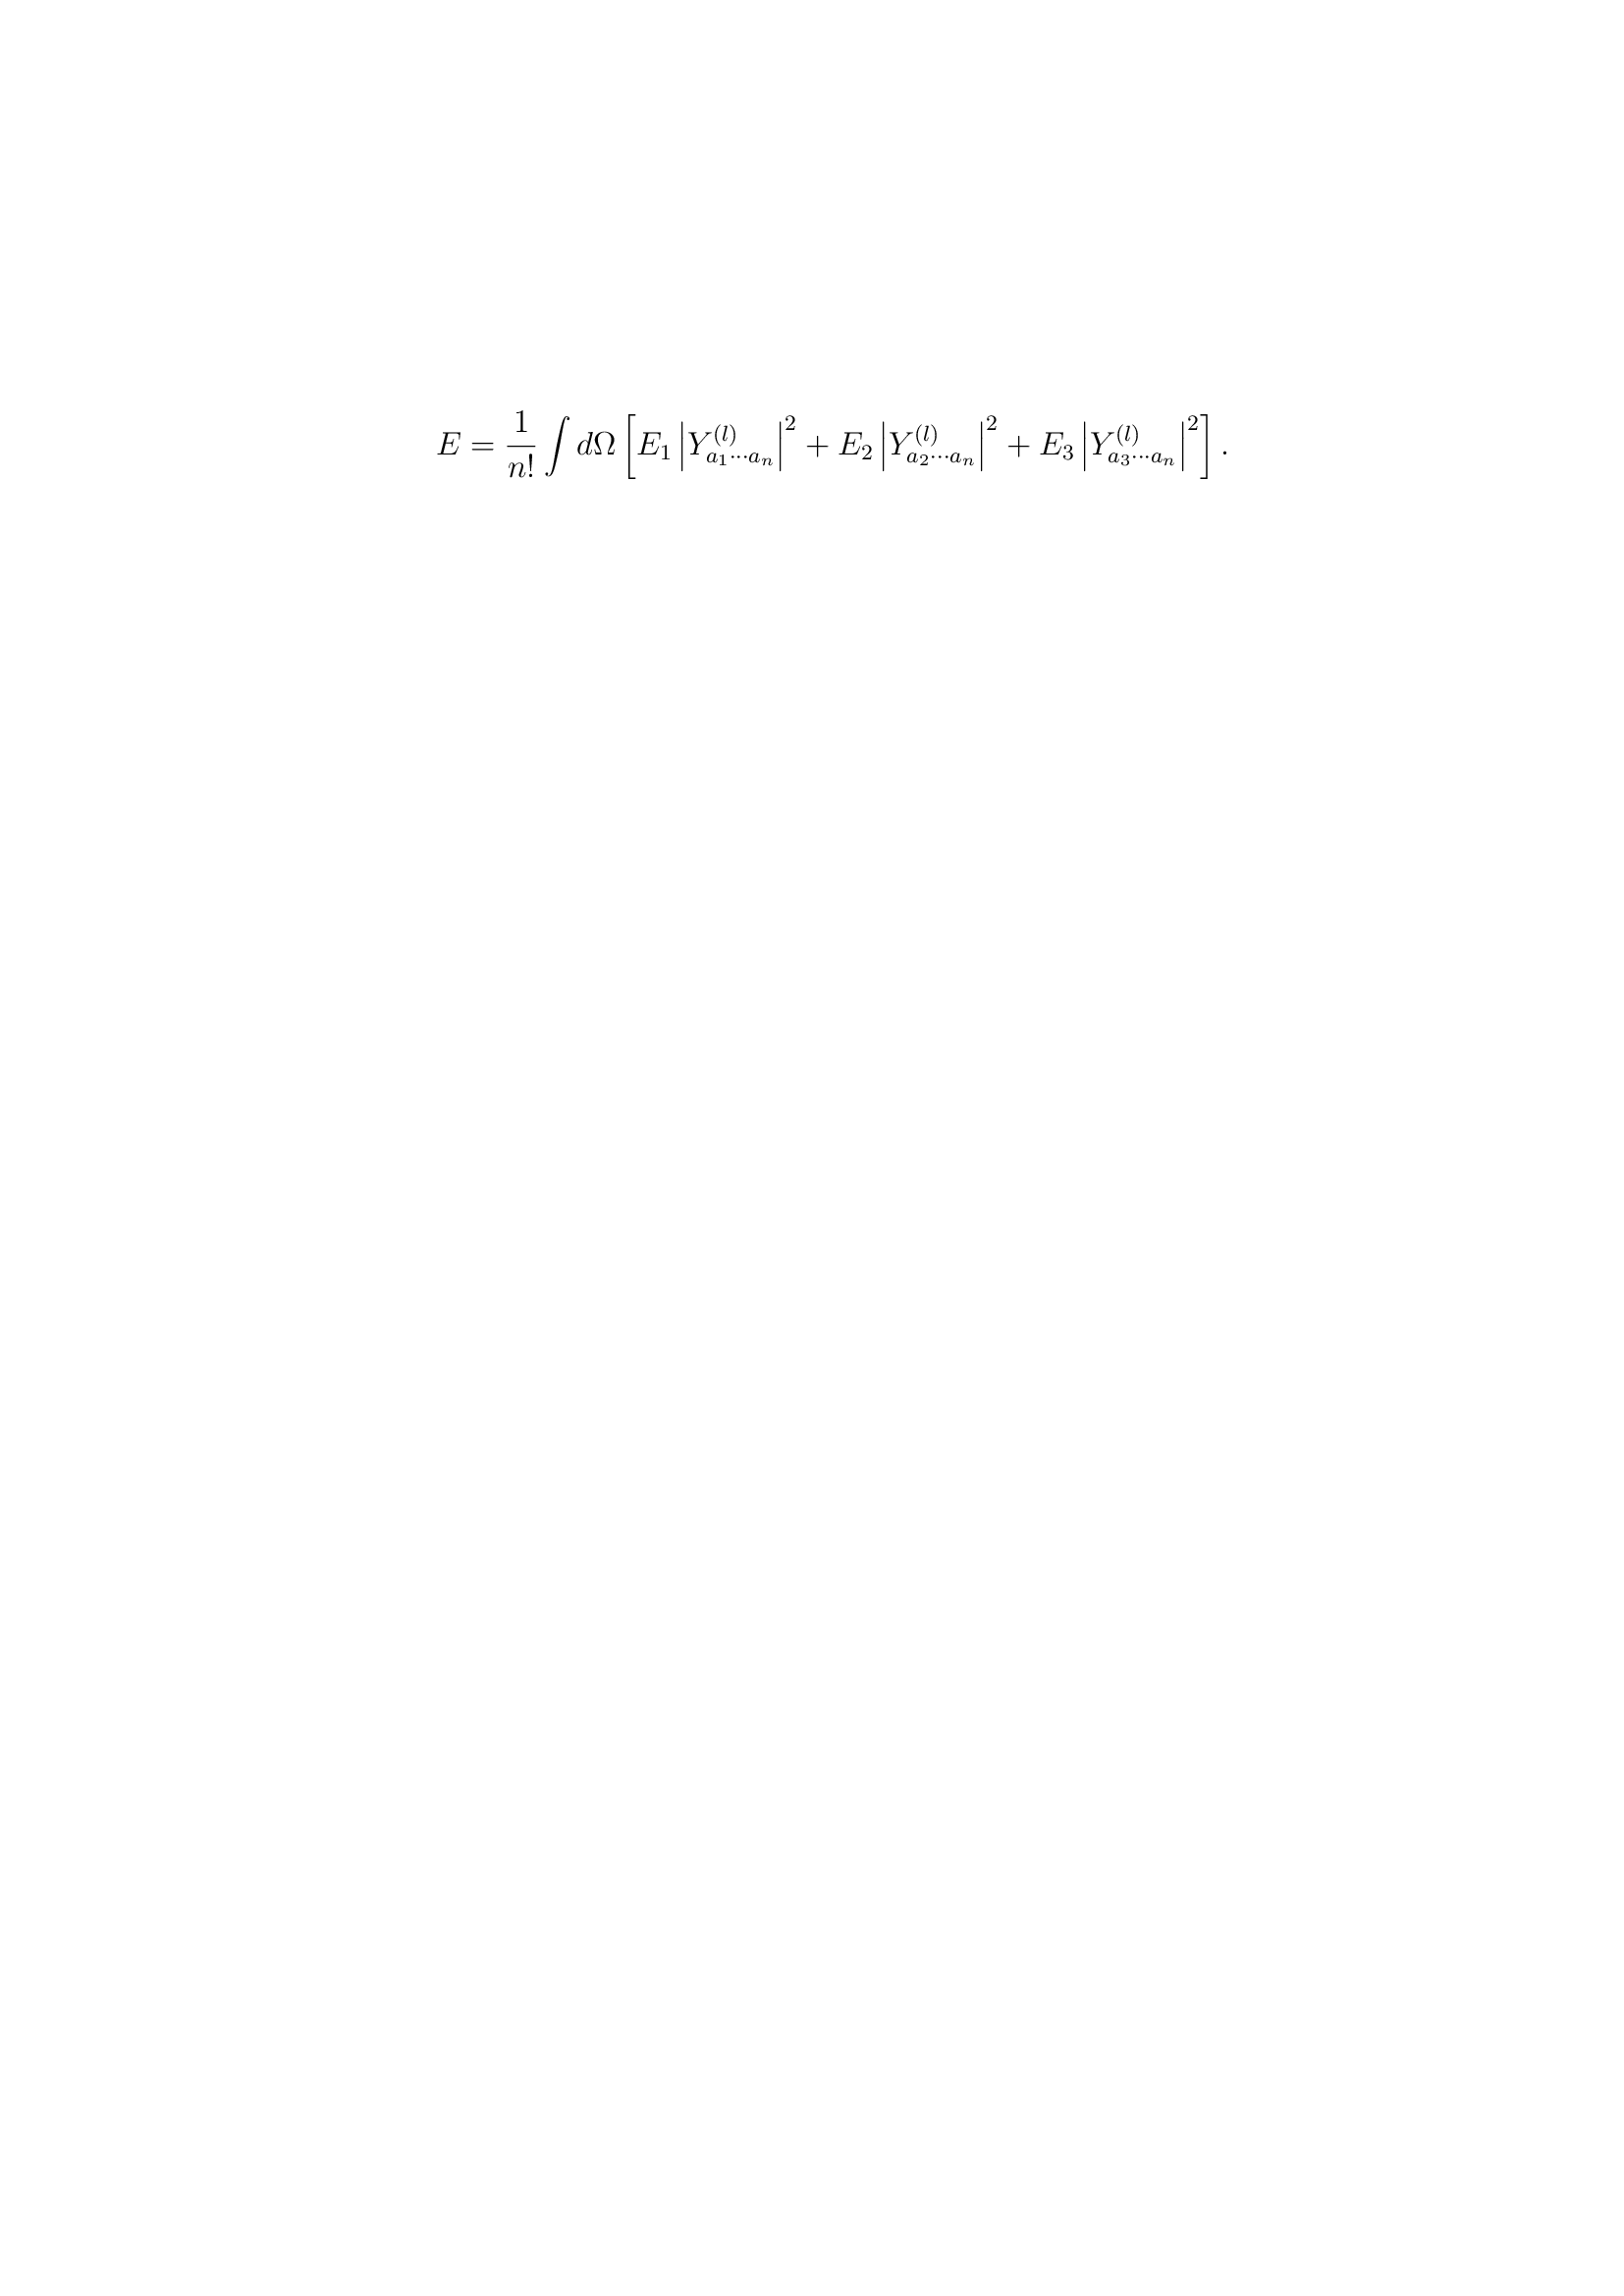 $$E = \frac{1}{n!} \int d\Omega \left[ E_1 \left| Y^{(l)}_{a_1 \cdots a_n} \right|^2 + E_2 \left| Y^{(l)}_{a_2 \cdots a_n} \right|^2 + E_3 \left| Y^{(l)}_{a_3 \cdots a_n} \right|^2 \right].$$